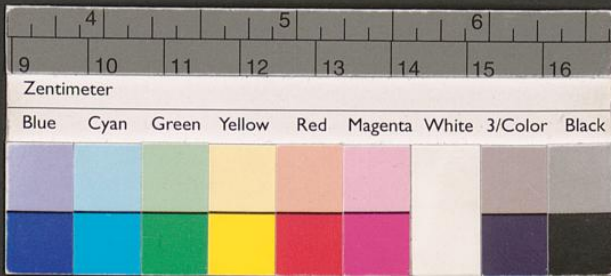 4 5 6
9 10 11 12 13 14 15 16
Zentimeter
Blue Cyan Green Yellow Red Magenta White 3/Color Black